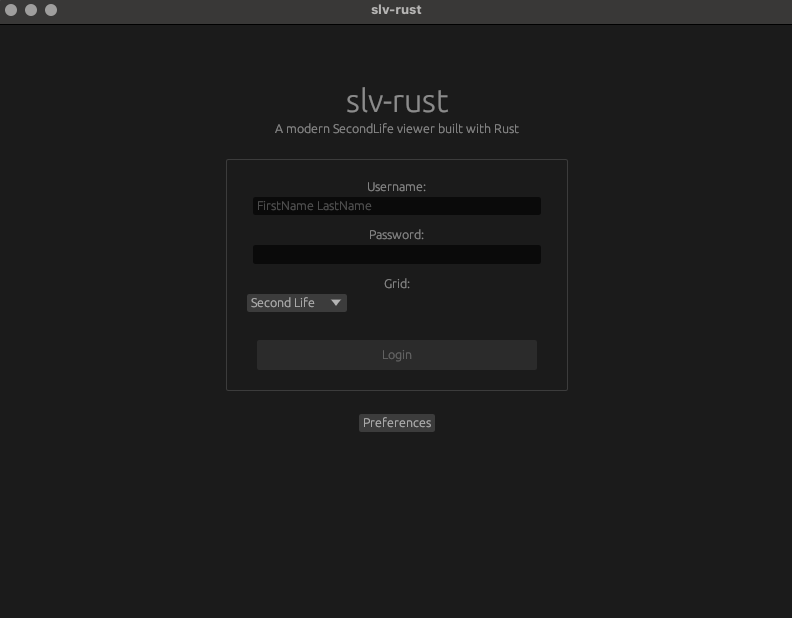 slv-rust
slv-rust
A modern SecondLife viewer built with Rust
Username:
FirstName LastName
Password:
Grid:
Second Life
Login
Preferences